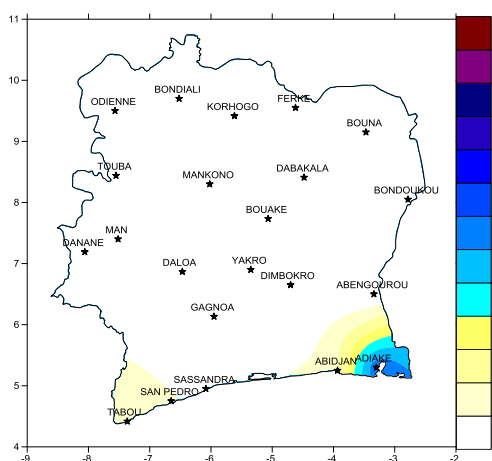 11
10
9
8
7
6
5
4
-9 -8 -7 -6 -5 -4 -3 -2
BONDIALI
ODIENNE
KORHOGO
FERKE
BOUNA
TOUBA
MANKONO
DABAKALA
BONDOUKOU
BOUAKE
MAN
DANANE
DALOA
YAKRO
DIMBOKRO
ABENGOUROU
GAGNOA
ABIDJAN
ADIAKE
SASSANDRA
SAN PEDRO
TABOU